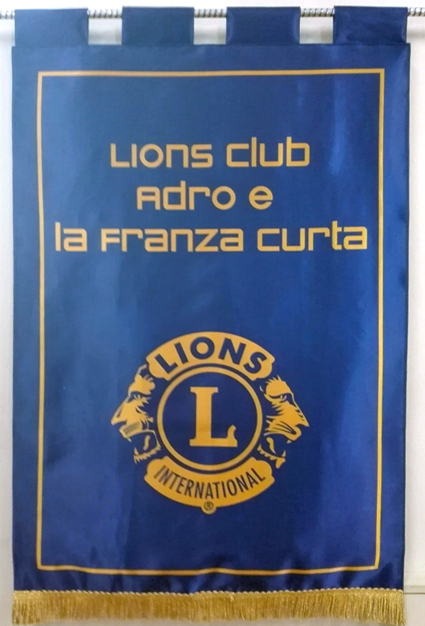 Lions Club
Adro e
la Franza Curta
LIONS
L
INTERNATIONAL
®